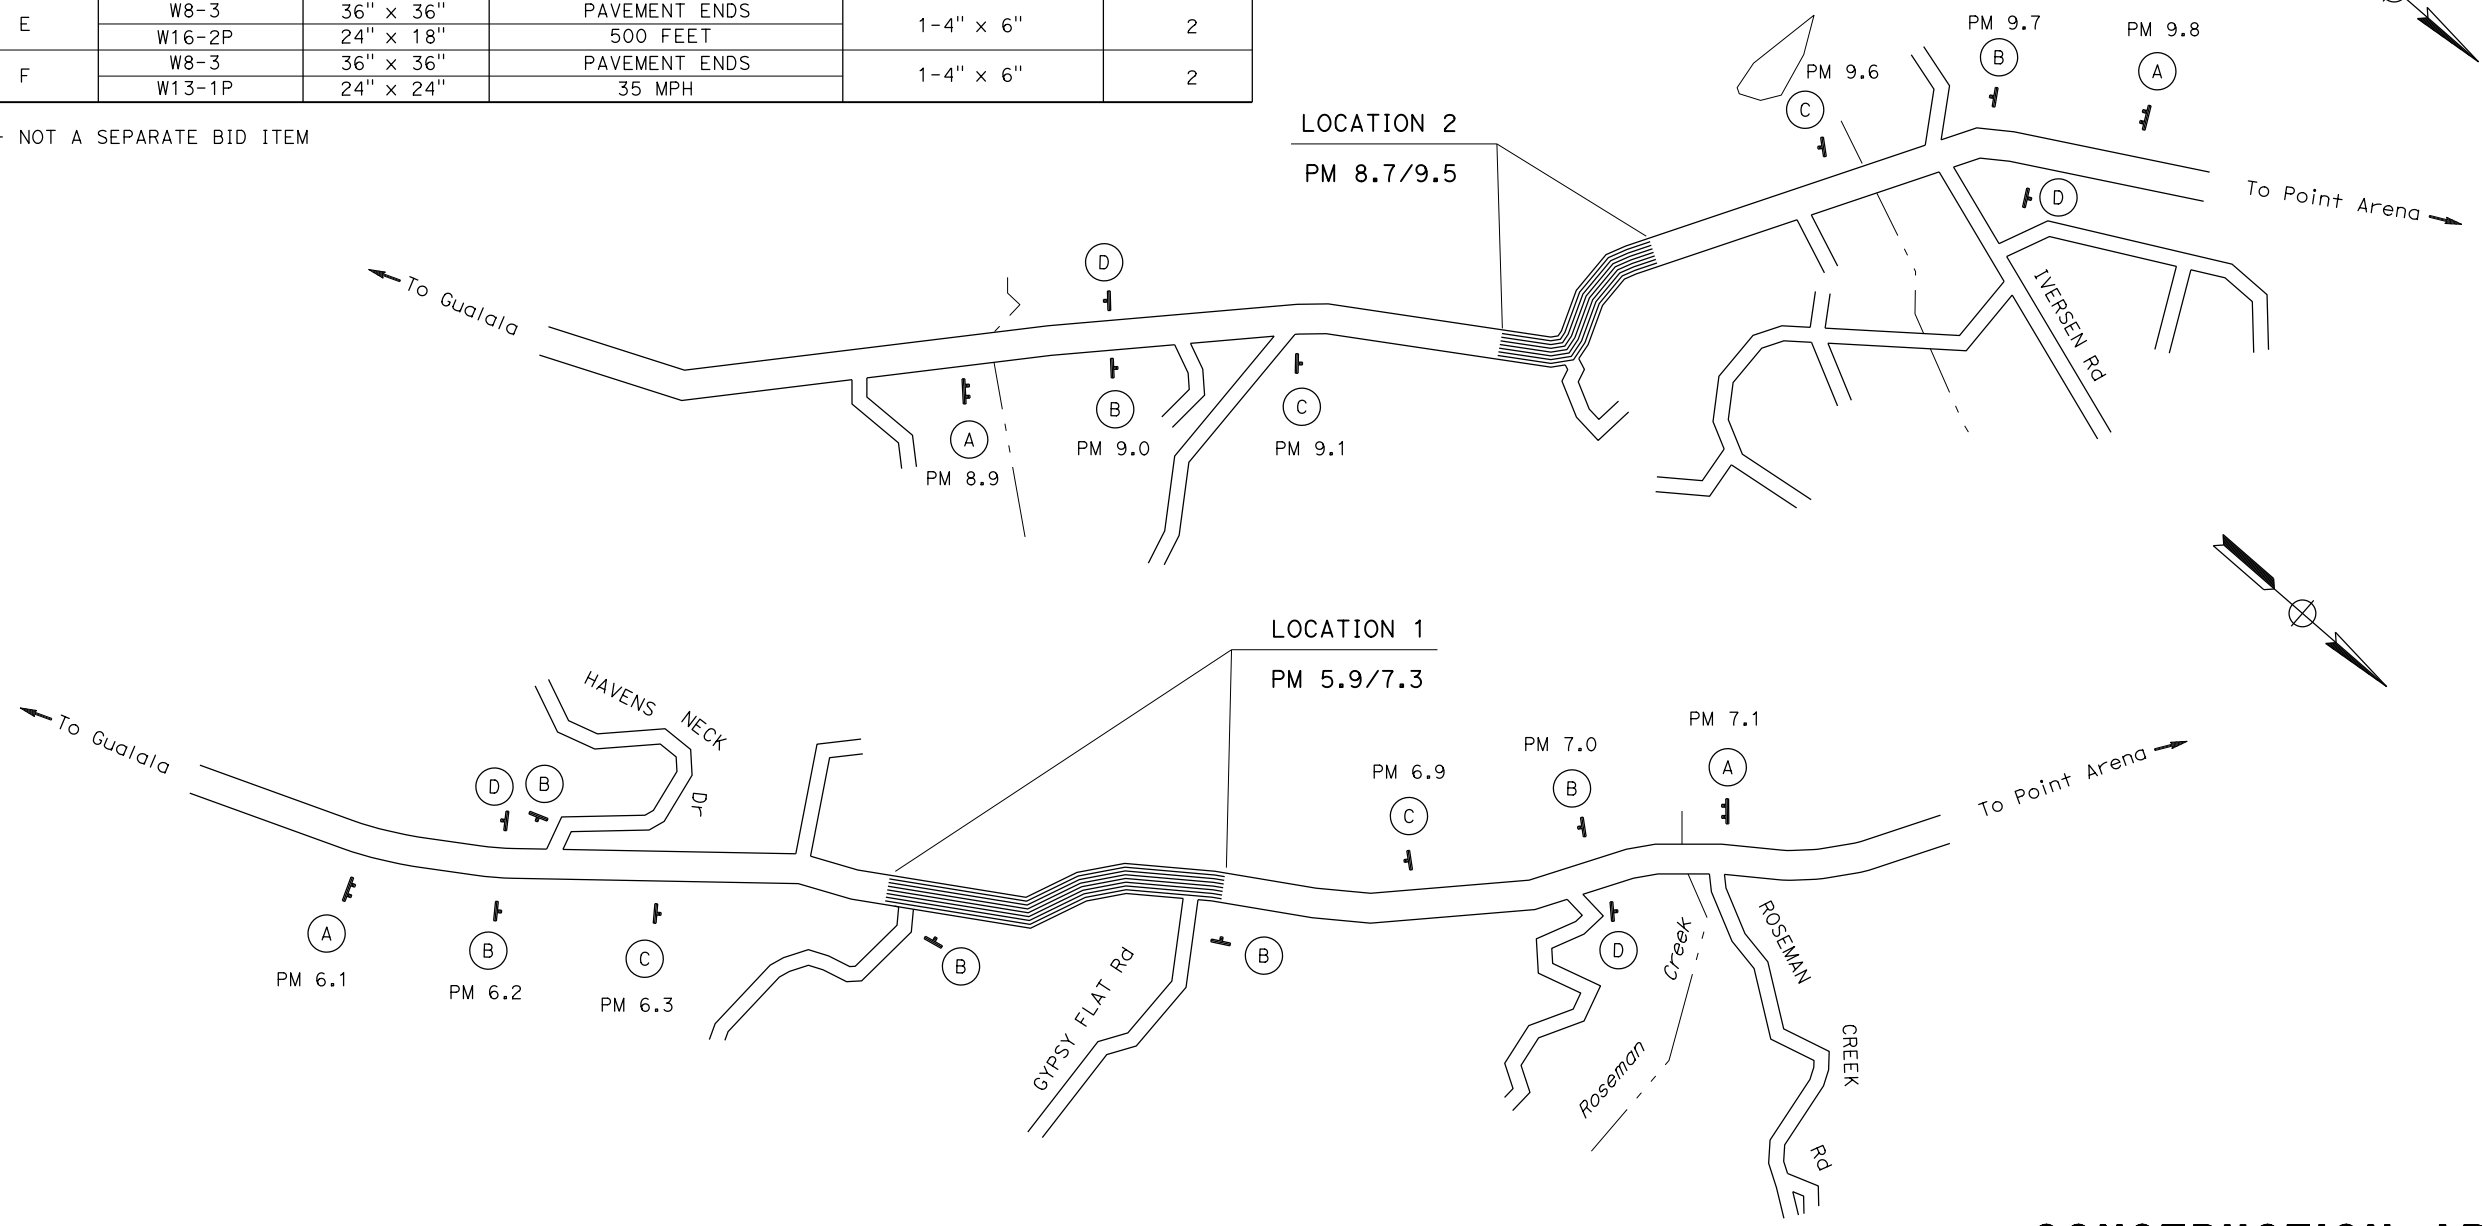 E W8-3 36" x 36" PAVEMENT ENDS 1-4" x 6" 2
W16-2P 24" x 18" 500 FEET
F W8-3 36" x 36" PAVEMENT ENDS 1-4" x 6" 2
W13-1P 24" x 24" 35 MPH
NOT A SEPARATE BID ITEM
LOCATION 2
PM 8.7/9.5
PM 9.6
C
PM 9.7
B
PM 9.8
A
D
To Point Arena
To Gualala
D
A
PM 8.9
B
PM 9.0
C
PM 9.1
IVERSEN Rd
LOCATION 1
PM 5.9/7.3
To Gualala
HAVENS NECK Dr
D
B
A
PM 6.1
B
PM 6.2
C
PM 6.3
B
GYPSY FLAT Rd
B
PM 6.9
C
PM 7.0
B
PM 7.1
A
D
To Point Arena
Roseman Creek
ROSEMAN CREEK Rd